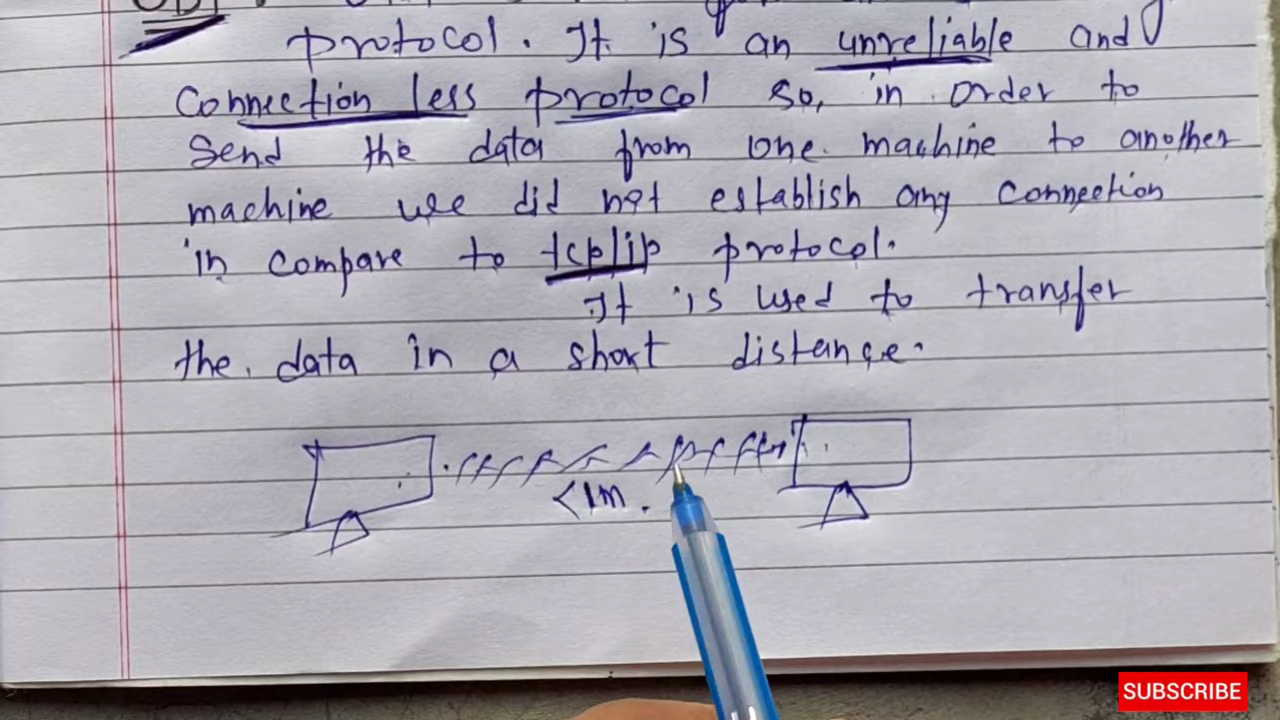 protocol. It is an unreliable and
Connection less protocol so, in order to
Send the data from one machine to another
machine we did not establish any connection
in compare to tcp/ip protocol.
It is used to transfer
the data in a short distance.
<1m.
SUBSCRIBE